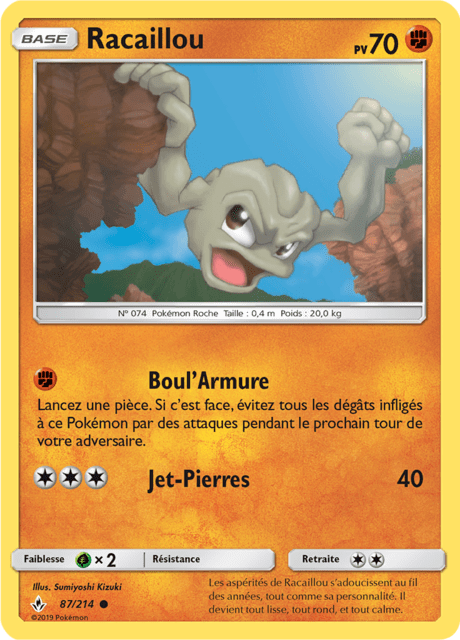 BASE Racaillou PV70
N° 074 Pokémon Roche Taille : 0,4 m Poids : 20,0 kg
Boul'Armure
Lancez une pièce. Si c'est face, évitez tous les dégâts infligés
à ce Pokémon par des attaques pendant le prochain tour de
votre adversaire.
Jet-Pierres 40
Faiblesse ×2 Résistance Retraite
Illus. Sumiyoshi Kizuki
87/214
©2019 Pokémon
Les aspérités de Racaillou s'adoucissent au fil
des années, tout comme sa personnalité. Il
devient tout lisse, tout rond, et tout calme.